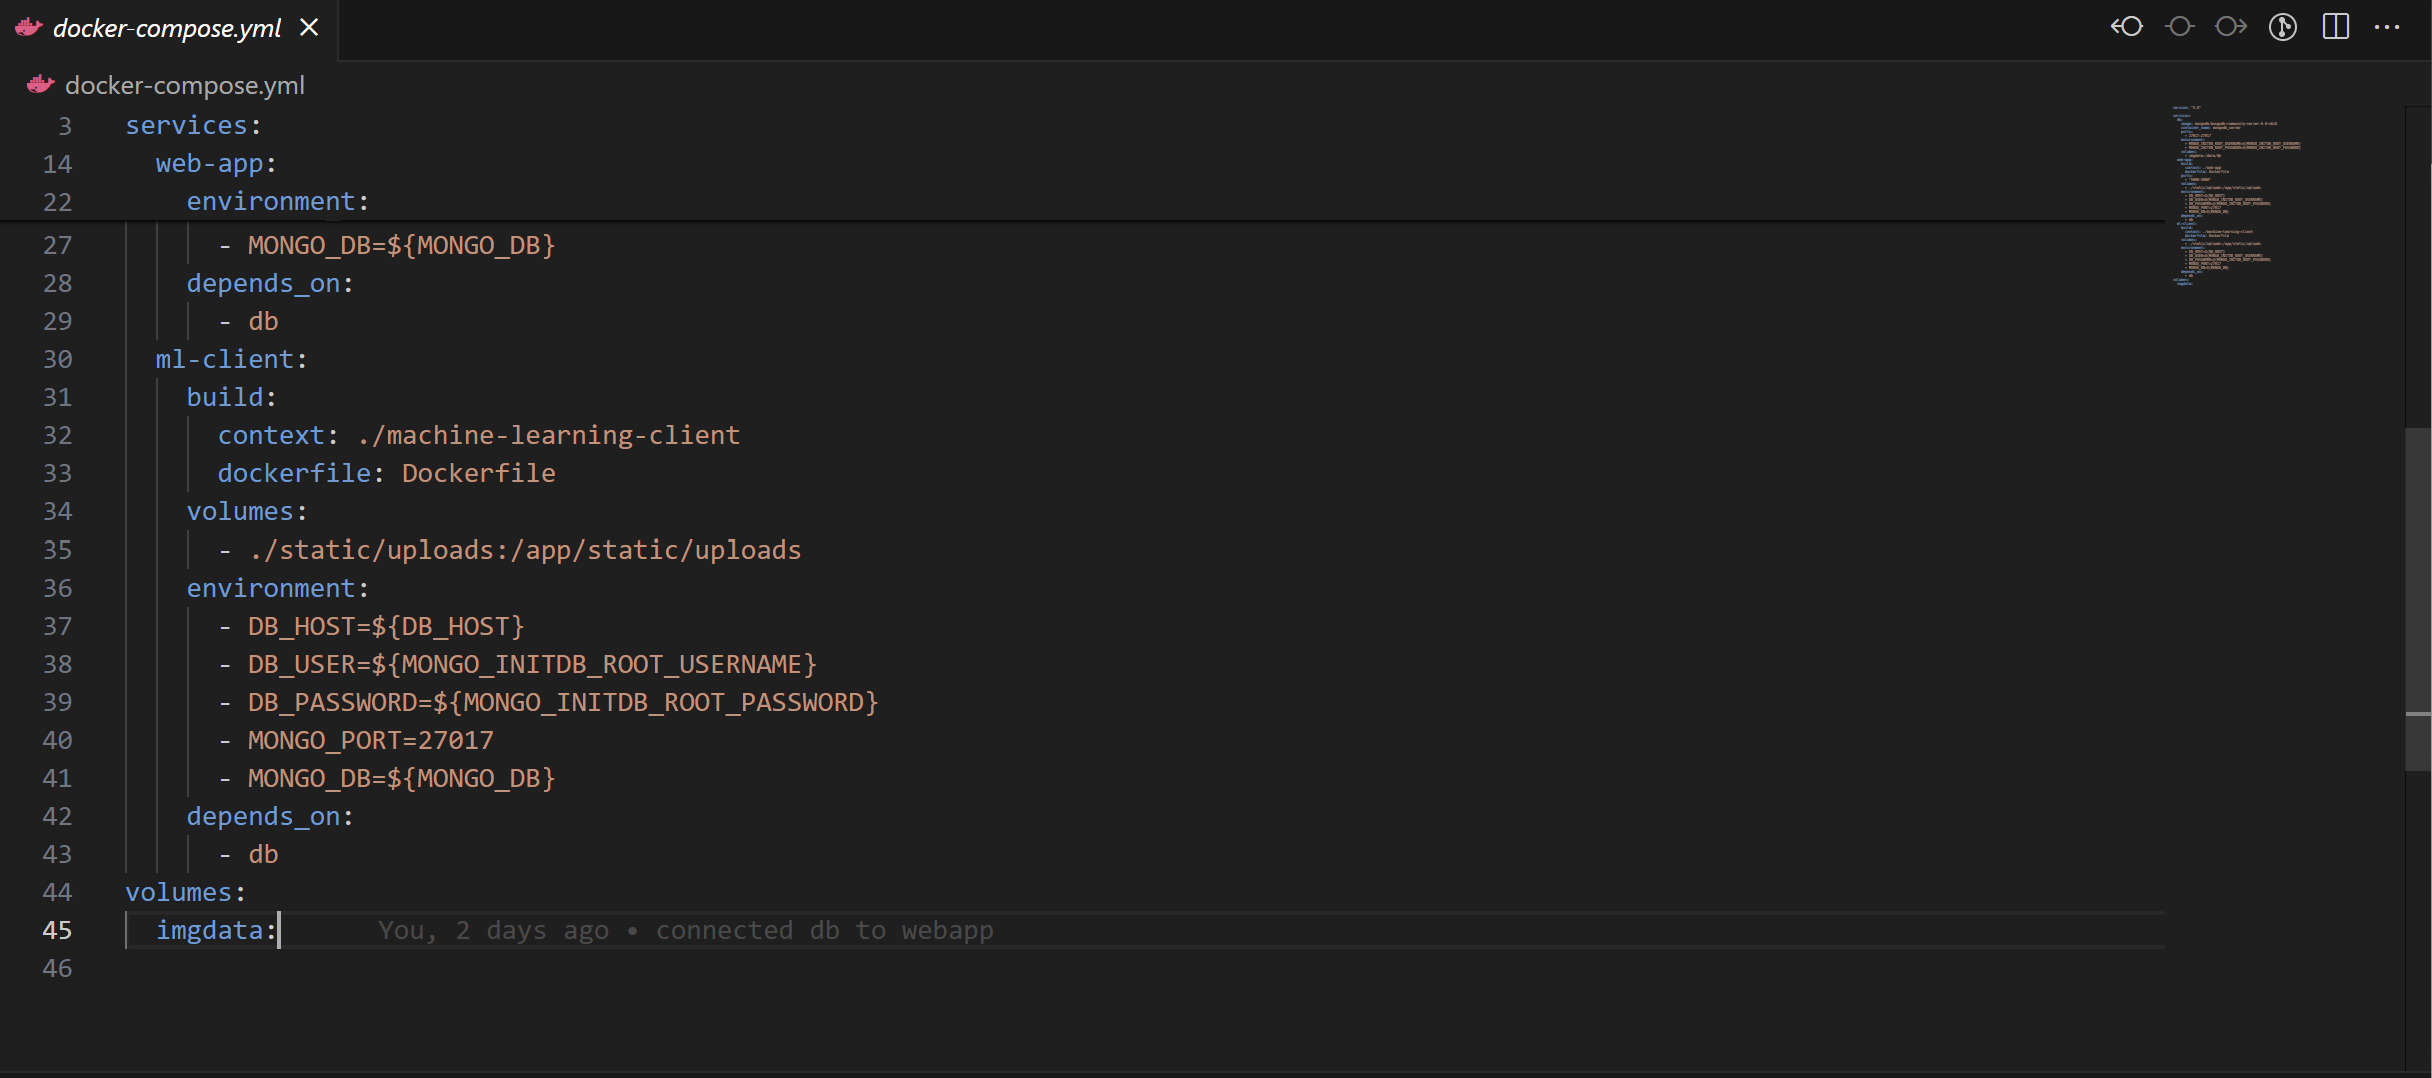 docker-compose.yml
docker-compose.yml
3 services:
14 web-app:
22 environment:
27 - MONGO_DB=${MONGO_DB}
28 depends_on:
29 - db
30 ml-client:
31 build:
32 context: ./machine-learning-client
33 dockerfile: Dockerfile
34 volumes:
35 - ./static/uploads:/app/static/uploads
36 environment:
37 - DB_HOST=${DB_HOST}
38 - DB_USER=${MONGO_INITDB_ROOT_USERNAME}
39 - DB_PASSWORD=${MONGO_INITDB_ROOT_PASSWORD}
40 - MONGO_PORT=27017
41 - MONGO_DB=${MONGO_DB}
42 depends_on:
43 - db
44 volumes:
45 imgdata: You, 2 days ago • connected db to webapp
46